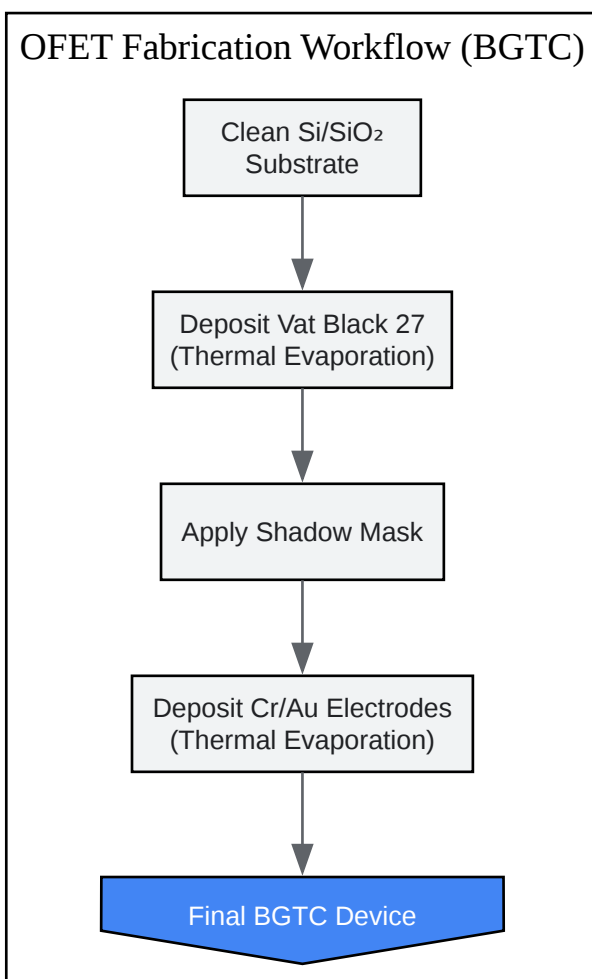 OFET Fabrication Workflow (BGTC)
Clean Si/SiO₂
Substrate
Deposit Vat Black 27
(Thermal Evaporation)
Apply Shadow Mask
Deposit Cr/Au Electrodes
(Thermal Evaporation)
Final BGTC Device